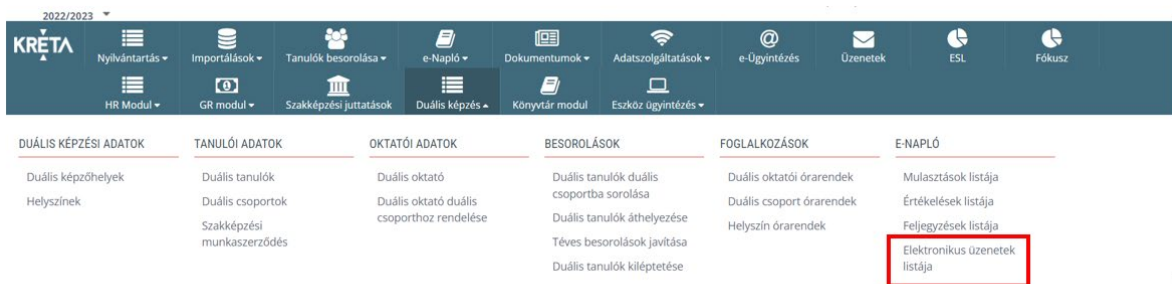 2022/2023
KRÉTA
Nyilvántartás
Importálások
Tanulók besorolása
e-Napló
Dokumentumok
Adatszolgáltatások
e-Ügyintézés
Üzenetek
ESL
Fókusz
HR Modul
GR modul
Szakképzési juttatások
Duális képzés
Könyvtár modul
Eszköz ügyintézés
DUÁLIS KÉPZÉSI ADATOK
Duális képzőhelyek
Helyszínek
TANULÓI ADATOK
Duális tanulók
Duális csoportok
Szakképzési
munkaszerződés
OKTATÓI ADATOK
Duális oktató
Duális oktató duális
csoporthoz rendelése
BESOROLÁSOK
Duális tanulók duális
csoportba sorolása
Duális tanulók áthelyezése
Téves besorolások javítása
Duális tanulók kiléptetése
FOGLALKOZÁSOK
Duális oktatói órarendek
Duális csoport órarendek
Helyszín órarendek
E-NAPLÓ
Mulasztások listája
Értékelések listája
Feljegyzések listája
Elektronikus üzenetek
listája